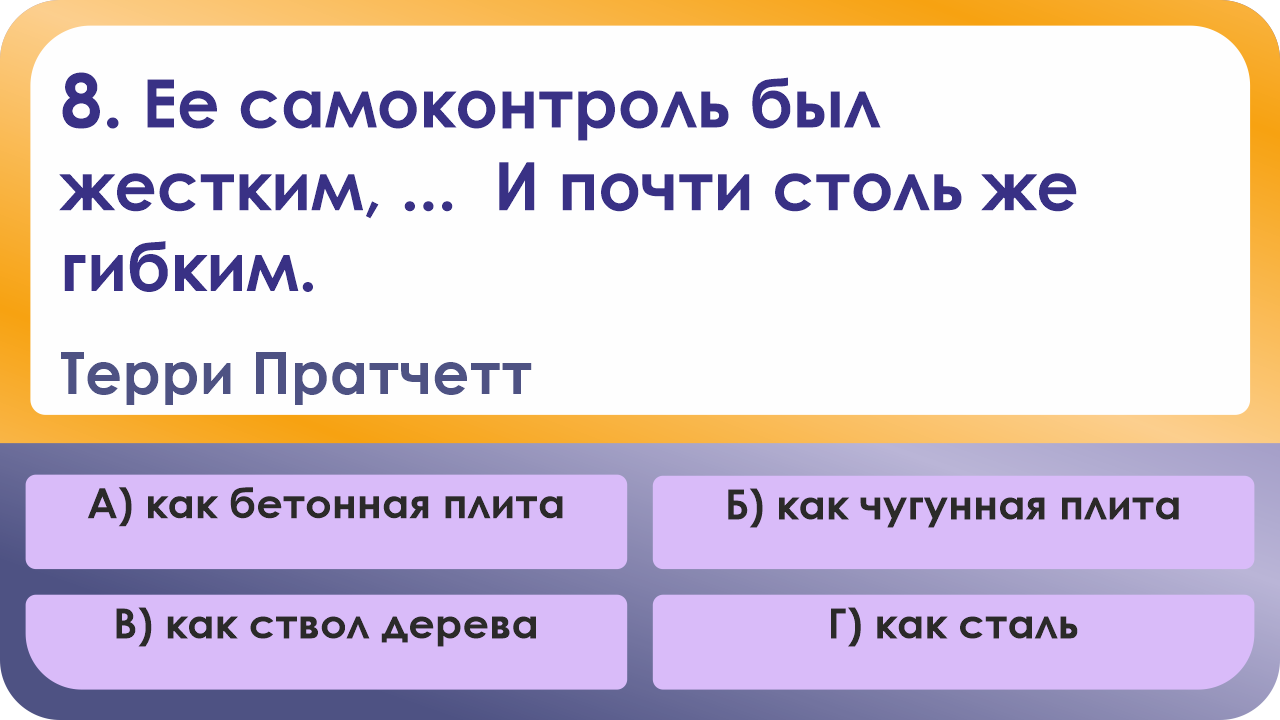 8. Ее самоконтроль был
жестким, ... И почти столь же
гибким.
Терри Пратчетт
А) как бетонная плита
Б) как чугунная плита
В) как ствол дерева
Г) как сталь